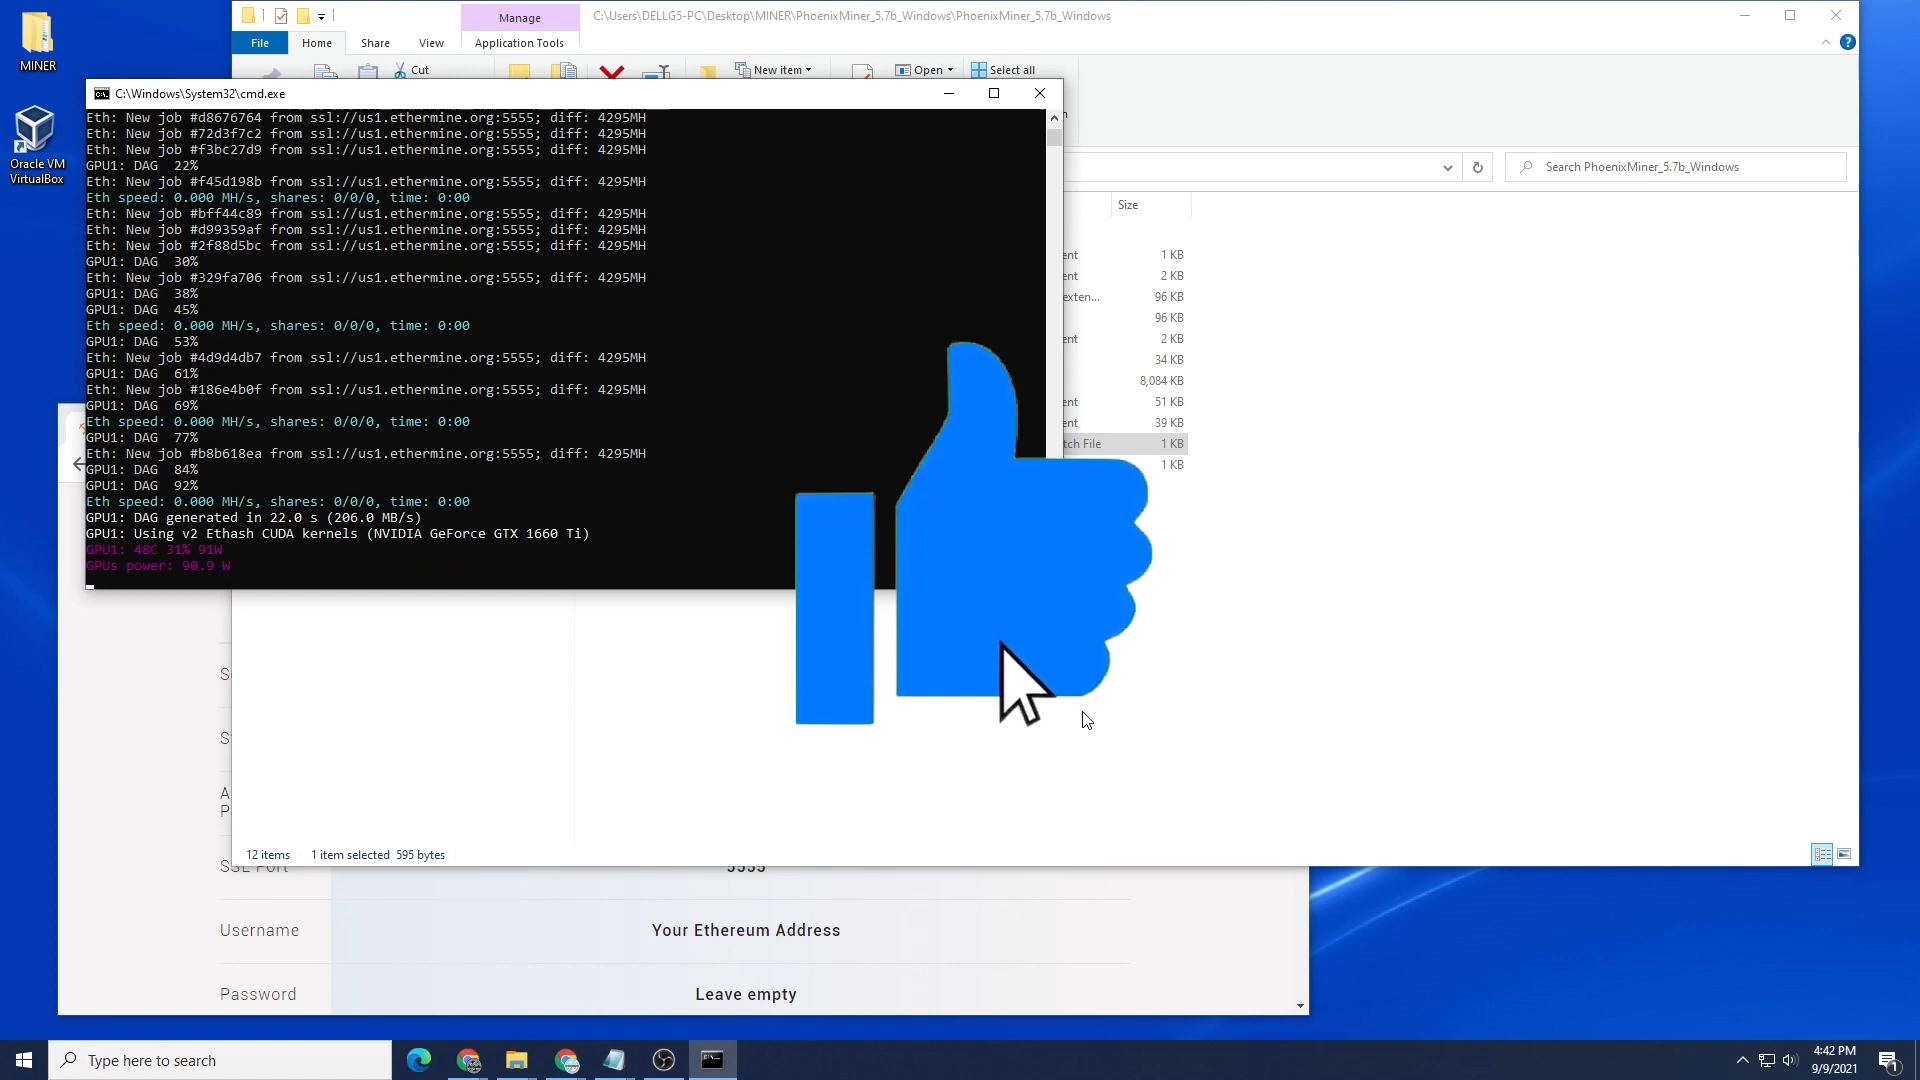 MINER
Oracle VM
VirtualBox
Manage
C:\Users\DELLG5-PC\Desktop\MINER\PhoenixMiner_5.7b_Windows\PhoenixMiner_5.7b_Windows
File
Home
Share
View
Application Tools
Cut
New item
Open
Select all
C:\Windows\System32\cmd.exe
Eth: New job #d8676764 from ssl://us1.ethermine.org:5555; diff: 4295MH
Eth: New job #72d3f7c2 from ssl://us1.ethermine.org:5555; diff: 4295MH
Eth: New job #f3bc27d9 from ssl://us1.ethermine.org:5555; diff: 4295MH
GPU1: DAG  22%
Eth: New job #f45d198b from ssl://us1.ethermine.org:5555; diff: 4295MH
Eth speed: 0.000 MH/s, shares: 0/0/0, time: 0:00
Eth: New job #bff44c89 from ssl://us1.ethermine.org:5555; diff: 4295MH
Eth: New job #d99359af from ssl://us1.ethermine.org:5555; diff: 4295MH
Eth: New job #2f88d5bc from ssl://us1.ethermine.org:5555; diff: 4295MH
GPU1: DAG  30%
Eth: New job #329fa706 from ssl://us1.ethermine.org:5555; diff: 4295MH
GPU1: DAG  38%
GPU1: DAG  45%
Eth speed: 0.000 MH/s, shares: 0/0/0, time: 0:00
GPU1: DAG  53%
Eth: New job #4d9d4db7 from ssl://us1.ethermine.org:5555; diff: 4295MH
GPU1: DAG  61%
Eth: New job #186e4b0f from ssl://us1.ethermine.org:5555; diff: 4295MH
GPU1: DAG  69%
Eth speed: 0.000 MH/s, shares: 0/0/0, time: 0:00
GPU1: DAG  77%
Eth: New job #b8b618ea from ssl://us1.ethermine.org:5555; diff: 4295MH
GPU1: DAG  84%
GPU1: DAG  92%
Eth speed: 0.000 MH/s, shares: 0/0/0, time: 0:00
GPU1: DAG generated in 22.0 s (206.0 MB/s)
GPU1: Using v2 Ethash CUDA kernels (NVIDIA GeForce GTX 1660 Ti)
GPU1: 48C 31% 91W
GPUs power: 90.9 W
Search PhoenixMiner_5.7b_Windows
Size
ent 1 KB
ent 2 KB
exten... 96 KB
96 KB
ent 2 KB
34 KB
8,084 KB
ent 51 KB
ent 39 KB
tch File 1 KB
1 KB
12 items
1 item selected 595 bytes
SSL Port 5555
Username Your Ethereum Address
Password Leave empty
Type here to search
4:42 PM
9/9/2021
1